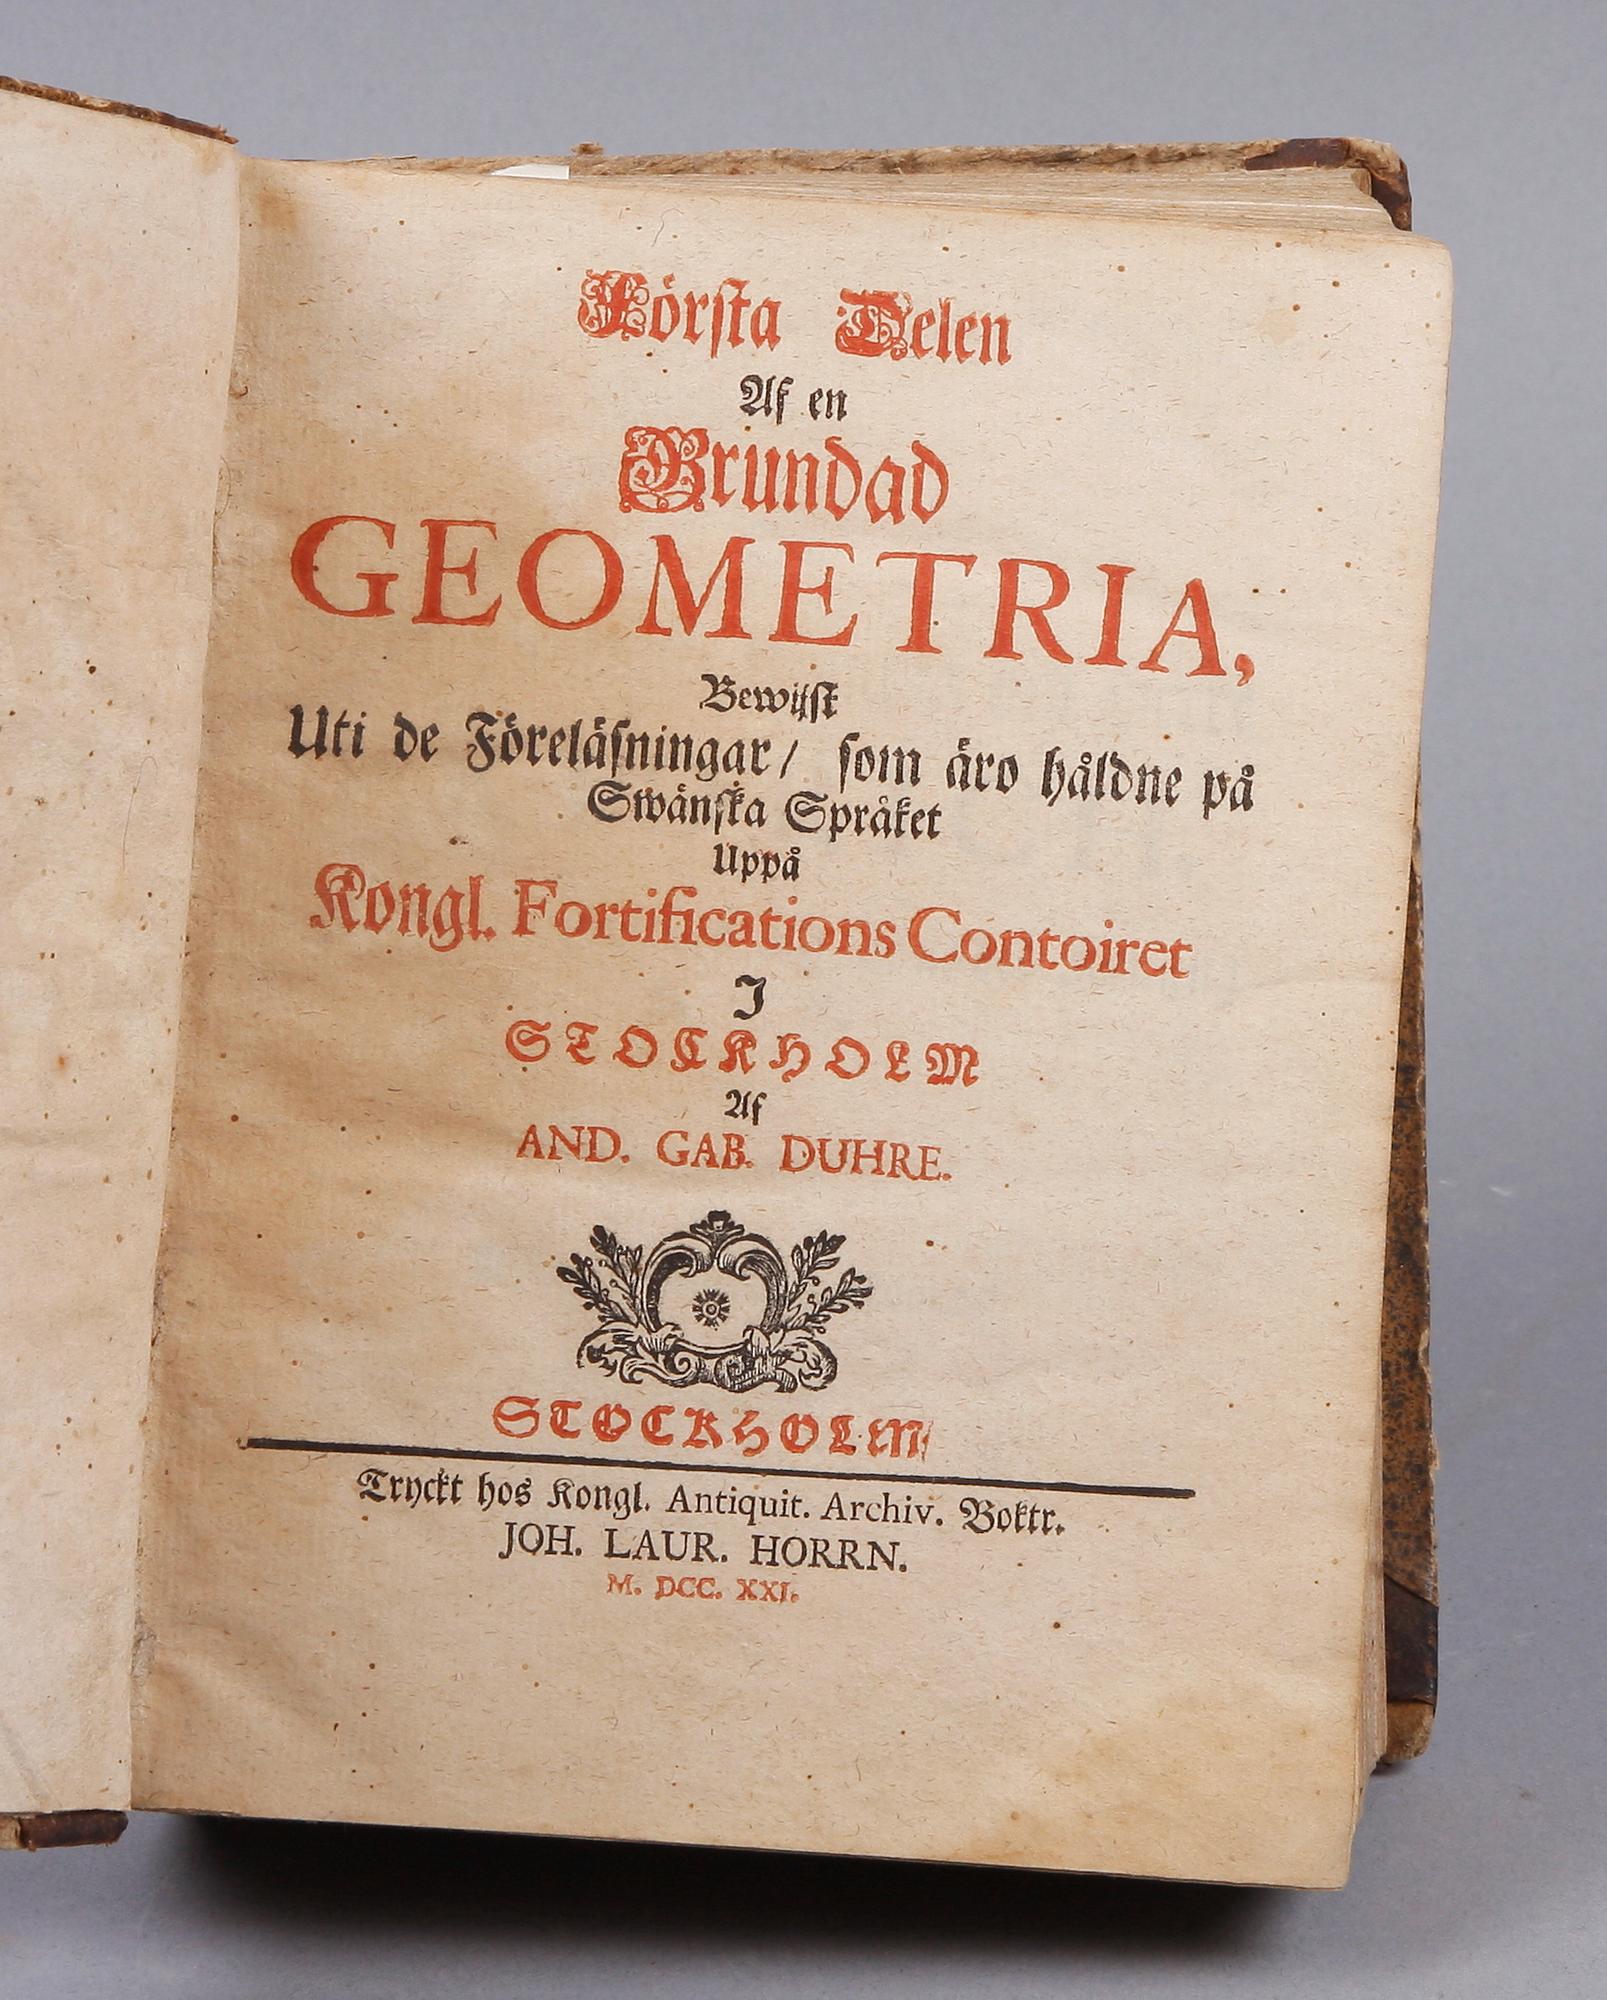 Första Delen
Af en
Grundad
GEOMETRIA,
Bewijst
Uti de Föreläsningar/ som äro håldne på
Swänska Språket
Uppå
Kongl. Fortifications Contoiret
I
STOCKHOLM
Af
AND. GAB. DUHRE.
STOCKHOLM/
Tryckt hos Kongl. Antiquit. Archiv. Boktr.
JOH. LAUR. HORRN.
M. DCC. XXI.